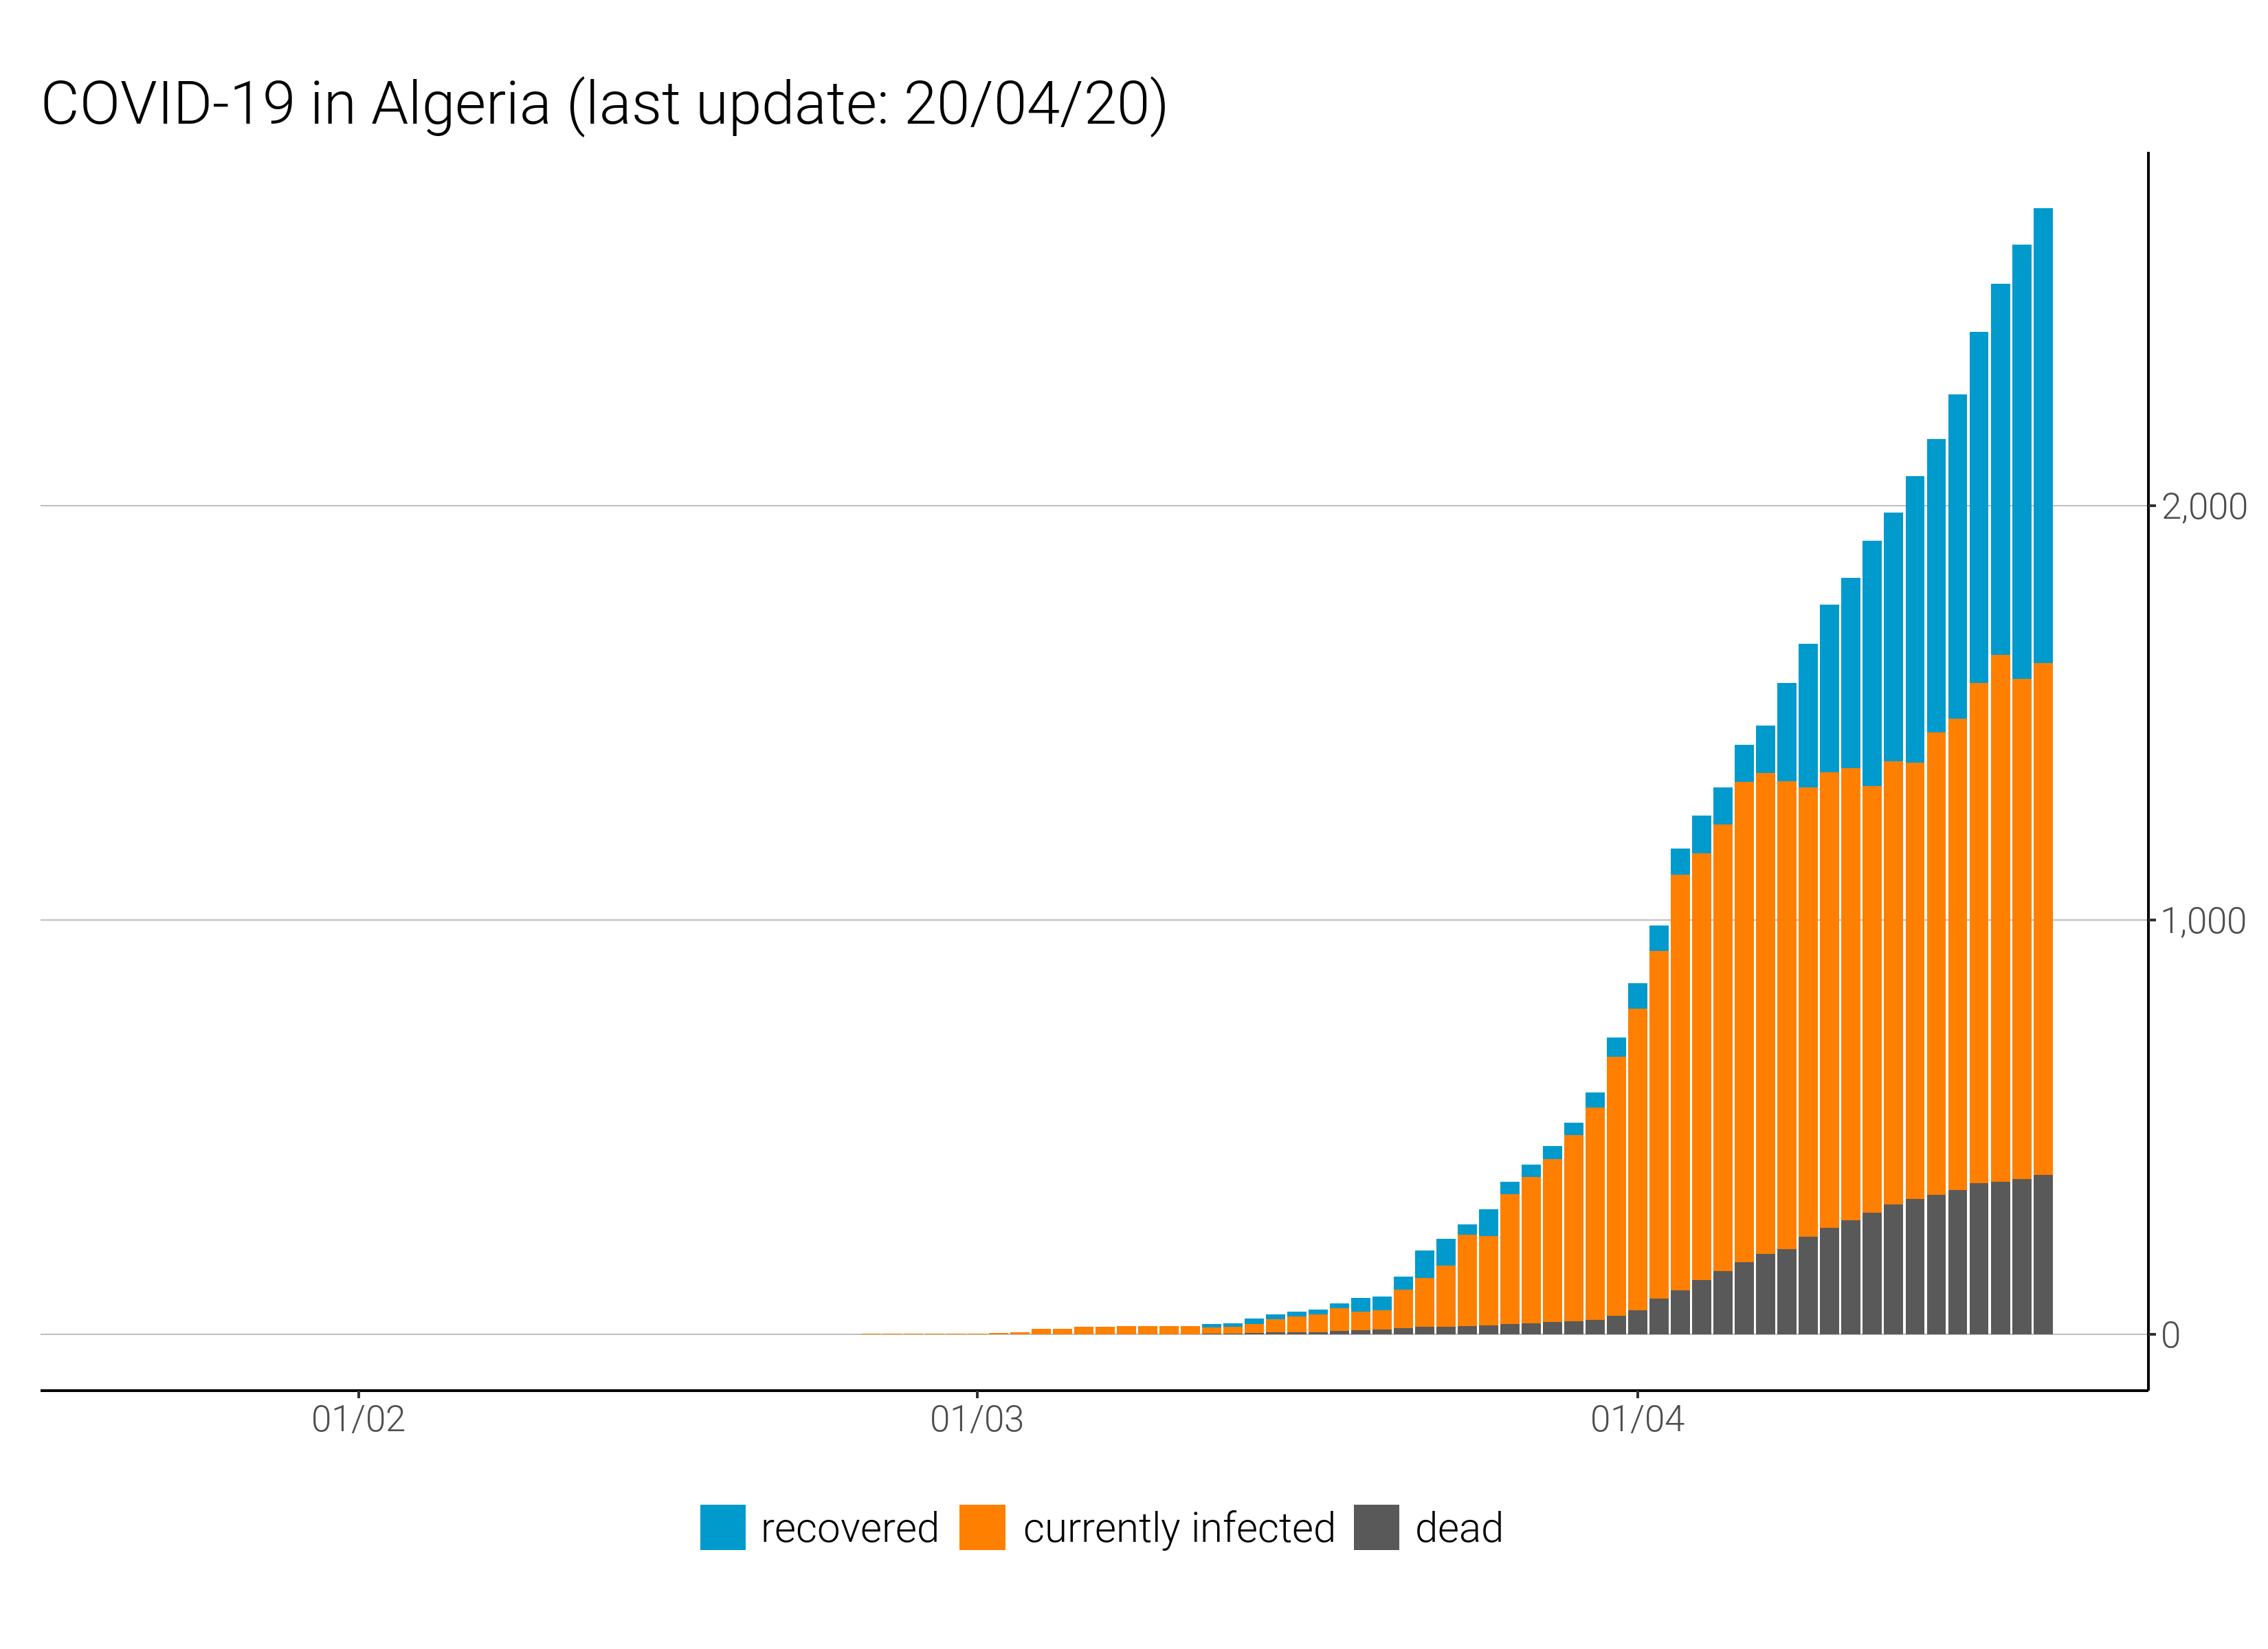 COVID-19 in Algeria (last update: 20/04/20)
2,000
1,000
0
01/02 01/03 01/04
recovered currently infected dead